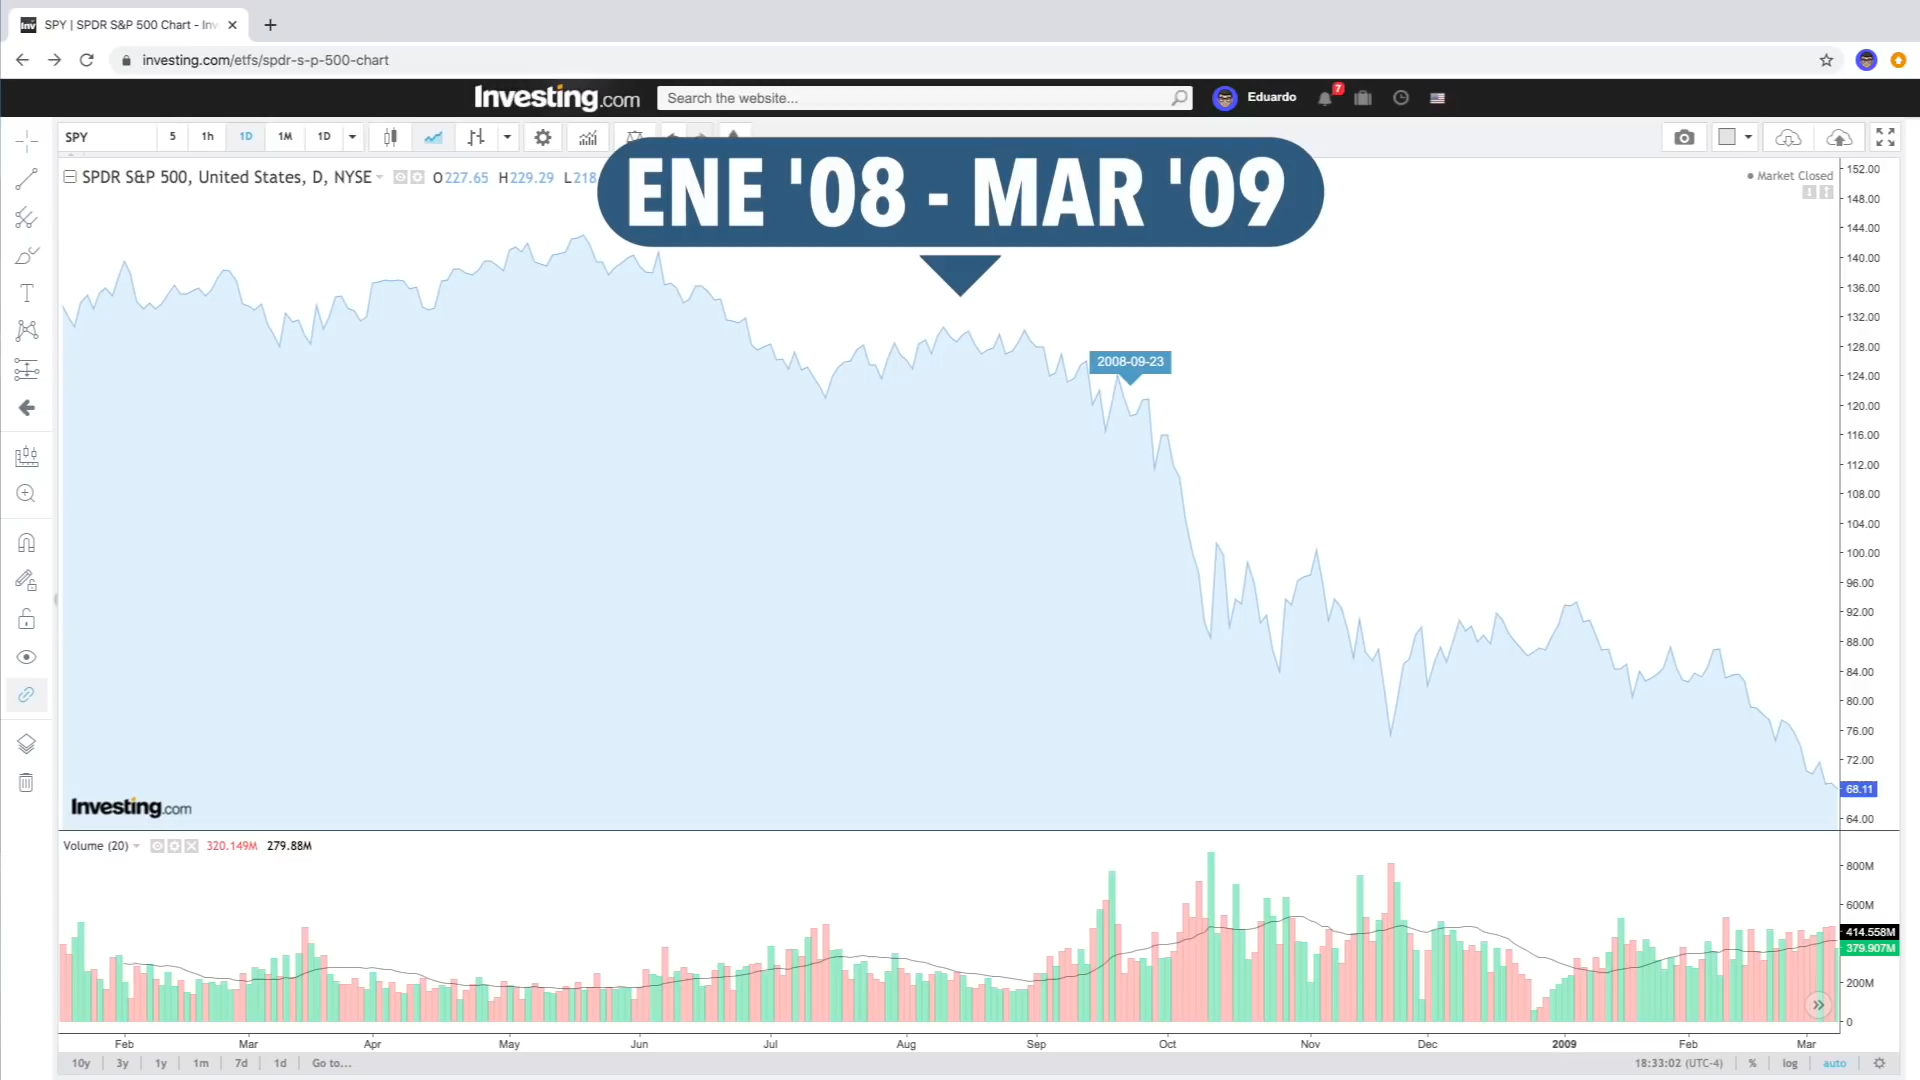 SPY | SPDR S&P 500 Chart - Inv
investing.com/etfs/spdr-s-p-500-chart
Investing.com
Search the website...
Eduardo
7
SPY 5 1h 1D 1M 1D
SPDR S&P 500, United States, D, NYSE O227.65 H229.29 L218
ENE '08 - MAR '09
Market Closed
2008-09-23
152.00
148.00
144.00
140.00
136.00
132.00
128.00
124.00
120.00
116.00
112.00
108.00
104.00
100.00
96.00
92.00
88.00
84.00
80.00
76.00
72.00
68.11
64.00
Investing.com
Volume (20) 320.149M 279.88M
800M
600M
414.558M
379.907M
200M
0
Feb Mar Apr May Jun Jul Aug Sep Oct Nov Dec 2009 Feb Mar
10y 3y 1y 1m 7d 1d Go to... 18:33:02 (UTC-4) % log auto